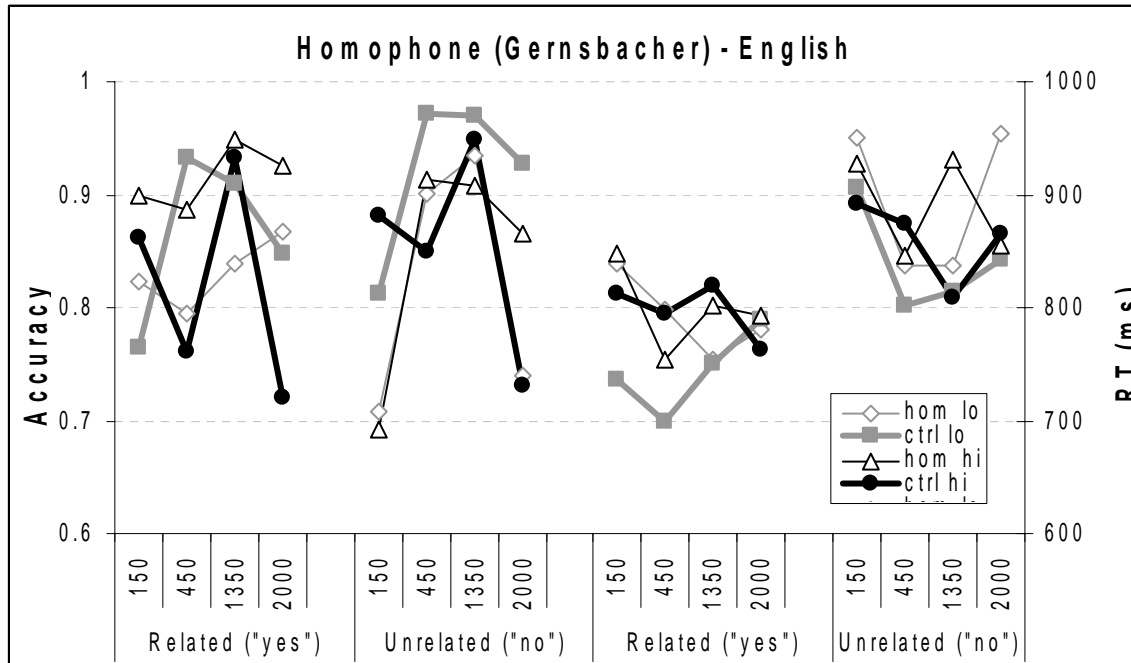 Homophone (Gernsbacher) - English
Accuracy
1
0.9
0.8
0.7
0.6
1000
900
800
700
600
RT (ms)
hom lo
ctrl lo
hom hi
ctrl hi
150 450 1350 2000 150 450 1350 2000 150 450 1350 2000 150 450 1350 2000
Related ("yes") Unrelated ("no") Related ("yes") Unrelated ("no")